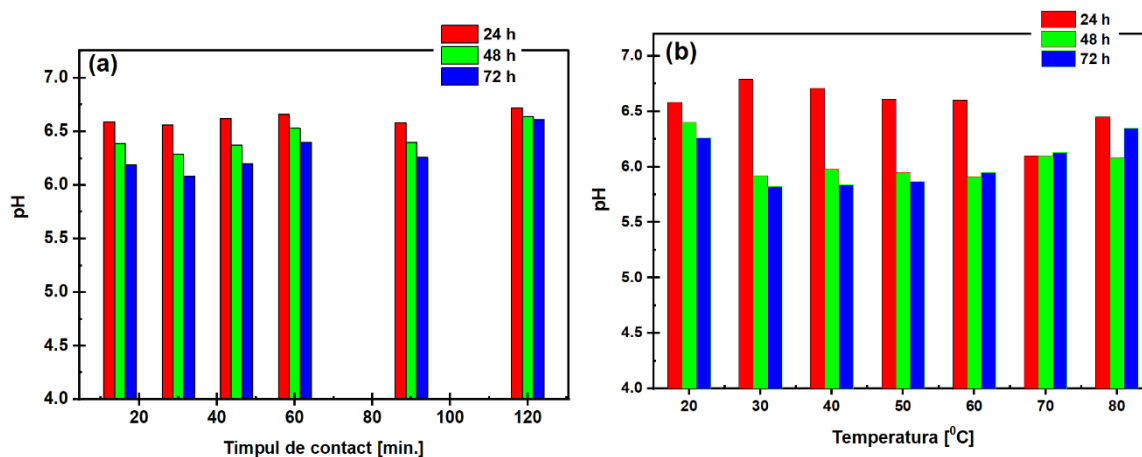 (a)
24 h
48 h
72 h
pH
7.0
6.5
6.0
5.5
5.0
4.5
4.0
20 40 60 80 100 120
Timpul de contact [min.]
(b)
24 h
48 h
72 h
pH
7.0
6.5
6.0
5.5
5.0
4.5
4.0
20 30 40 50 60 70 80
Temperatura [⁰C]